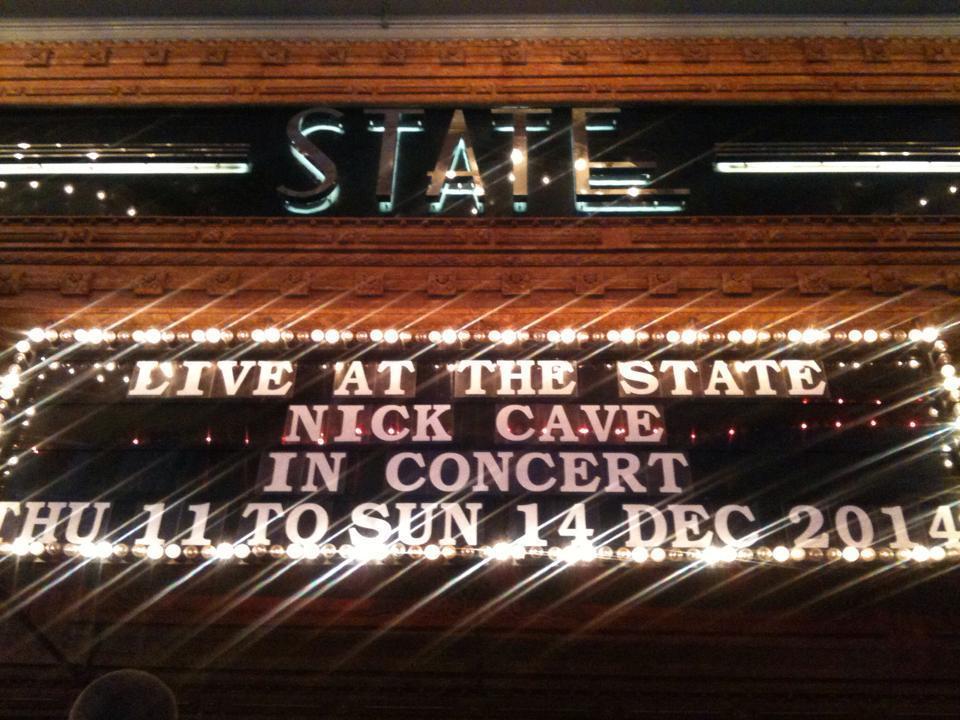 STATE
LIVE AT THE STATE
NICK CAVE
IN CONCERT
THU 11 TO SUN 14 DEC 2014